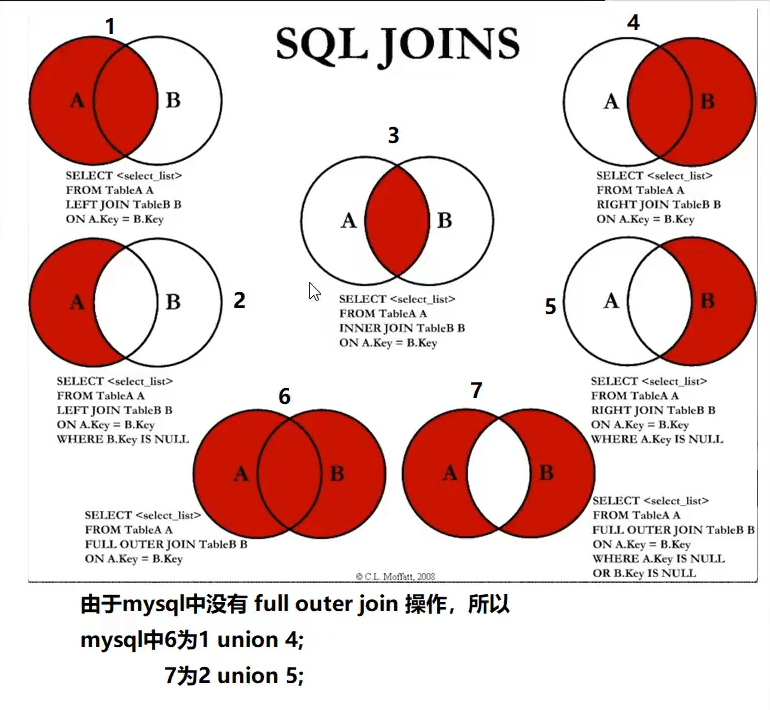 SQL JOINS
1
A B
SELECT <select_list>
FROM TableA A
LEFT JOIN TableB B
ON A.Key = B.Key
A B
2
SELECT <select_list>
FROM TableA A
LEFT JOIN TableB B
ON A.Key = B.Key
WHERE B.Key IS NULL
3
A B
SELECT <select_list>
FROM TableA A
INNER JOIN TableB B
ON A.Key = B.Key
4
A B
SELECT <select_list>
FROM TableA A
RIGHT JOIN TableB B
ON A.Key = B.Key
5
A B
SELECT <select_list>
FROM TableA A
RIGHT JOIN TableB B
ON A.Key = B.Key
WHERE A.Key IS NULL
6
A B
SELECT <select_list>
FROM TableA A
FULL OUTER JOIN TableB B
ON A.Key = B.Key
7
A B
SELECT <select_list>
FROM TableA A
FULL OUTER JOIN TableB B
ON A.Key = B.Key
WHERE A.Key IS NULL
OR B.Key IS NULL
© C.L. Moffatt, 2008
由于mysql中没有 full outer join 操作，所以
mysql中6为1 union 4;
7为2 union 5;